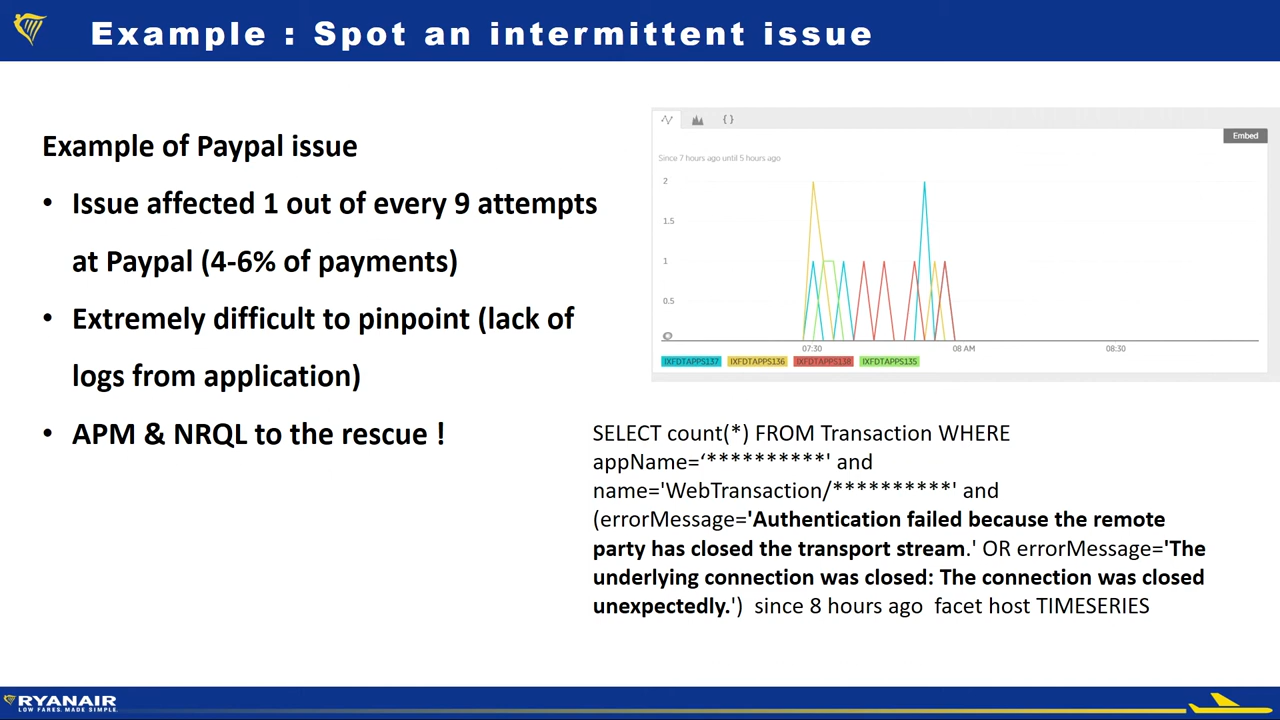 Example : Spot an intermittent issue
Example of Paypal issue
• Issue affected 1 out of every 9 attempts
at Paypal (4-6% of payments)
• Extremely difficult to pinpoint (lack of
logs from application)
• APM & NRQL to the rescue !
{}
Embed
Since 7 hours ago until 5 hours ago
2
1.5
1
0.5
0
07:30
08 AM
08:30
IXFDTAPPS137
IXFDTAPPS136
IXFDTAPPS138
IXFDTAPPS135
SELECT count(*) FROM Transaction WHERE
appName=‘**********' and
name='WebTransaction/**********' and
(errorMessage='Authentication failed because the remote
party has closed the transport stream.' OR errorMessage='The
underlying connection was closed: The connection was closed
unexpectedly.')  since 8 hours ago  facet host TIMESERIES
RYANAIR
LOW FARES. MADE SIMPLE.